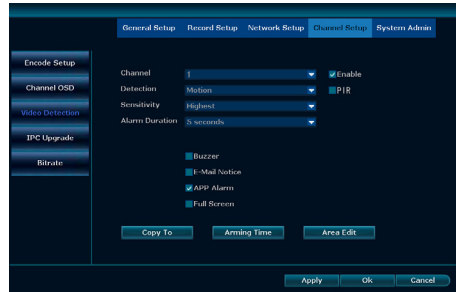 General Setup Record Setup Network Setup Channel Setup System Admin
Encode Setup
Channel OSD
Video Detection
IPC Upgrade
Bitrate
Channel 1 Enable
Detection Motion PIR
Sensitivity Highest
Alarm Duration 5 seconds
Buzzer
E-Mail Notice
APP Alarm
Full Screen
Copy To Arming Time Area Edit
Apply Ok Cancel